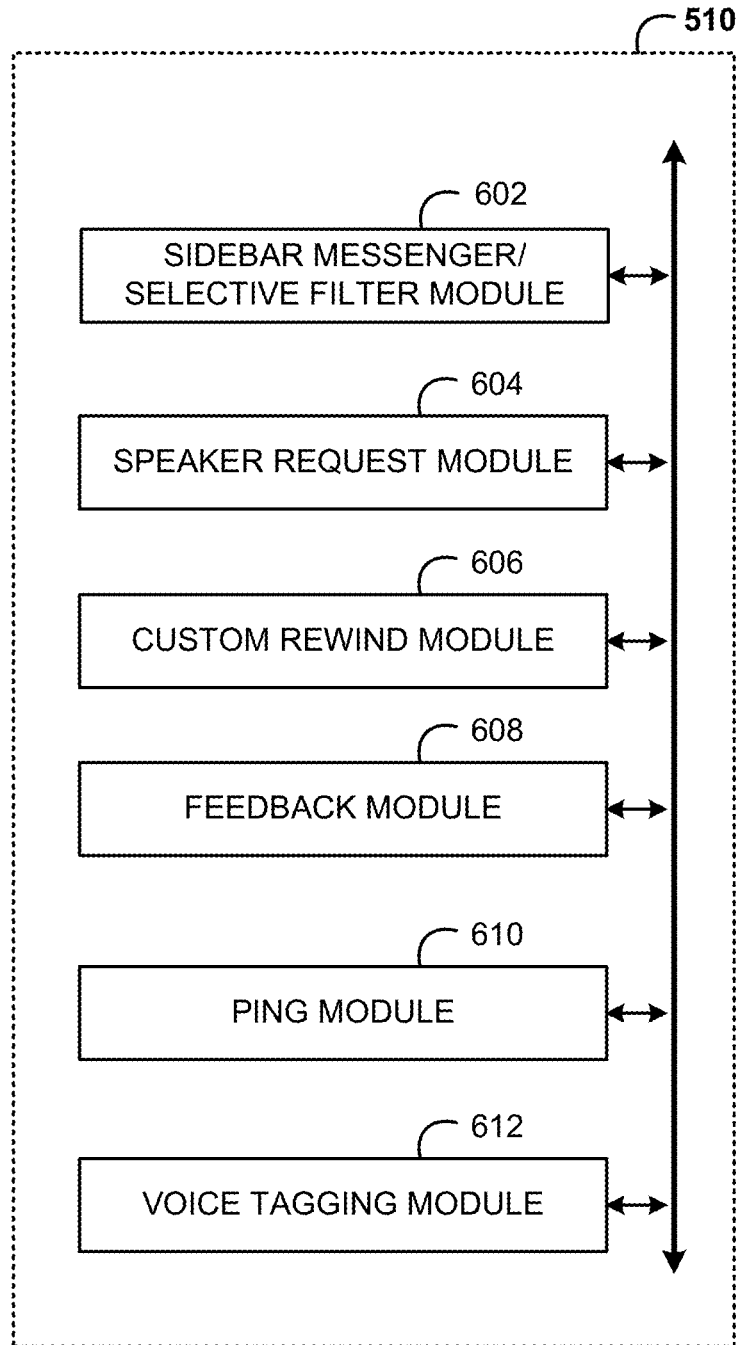 510
602
SIDEBAR MESSENGER/
SELECTIVE FILTER MODULE
604
SPEAKER REQUEST MODULE
606
CUSTOM REWIND MODULE
608
FEEDBACK MODULE
610
PING MODULE
612
VOICE TAGGING MODULE